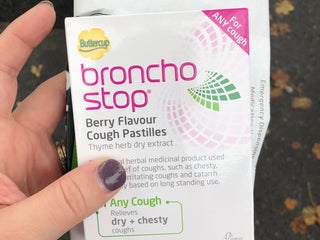 Buttercup
For
ANY cough
broncho
stop®
Berry Flavour
Cough Pastilles
Thyme herb dry extract
herbal medicinal product used
of coughs, such as chesty,
irritating coughs and catarrh
based on long standing use.
Any Cough
Relieves
dry + chesty
coughs
Emergency